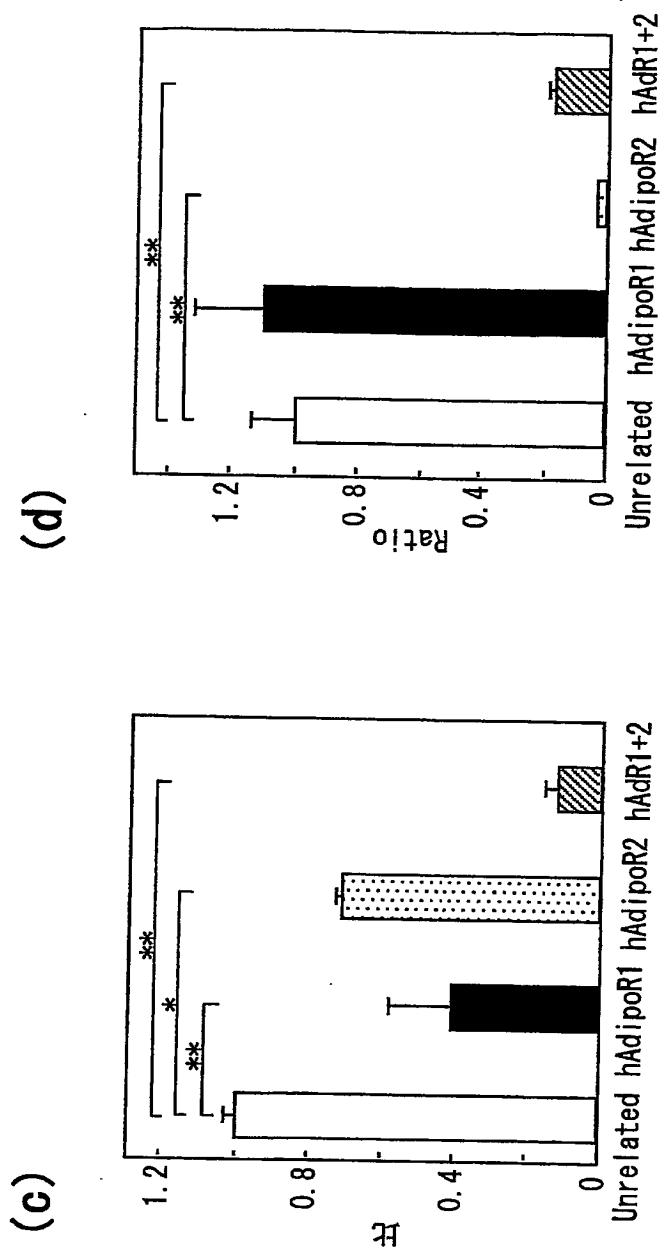 (c)
比
1.2
0.8
0.4
0
**
*
**
Unrelated hAdipoR1 hAdipoR2 hAdR1+2
(d)
Ratio
1.2
0.8
0.4
0
**
**
Unrelated hAdipoR1 hAdipoR2 hAdR1+2